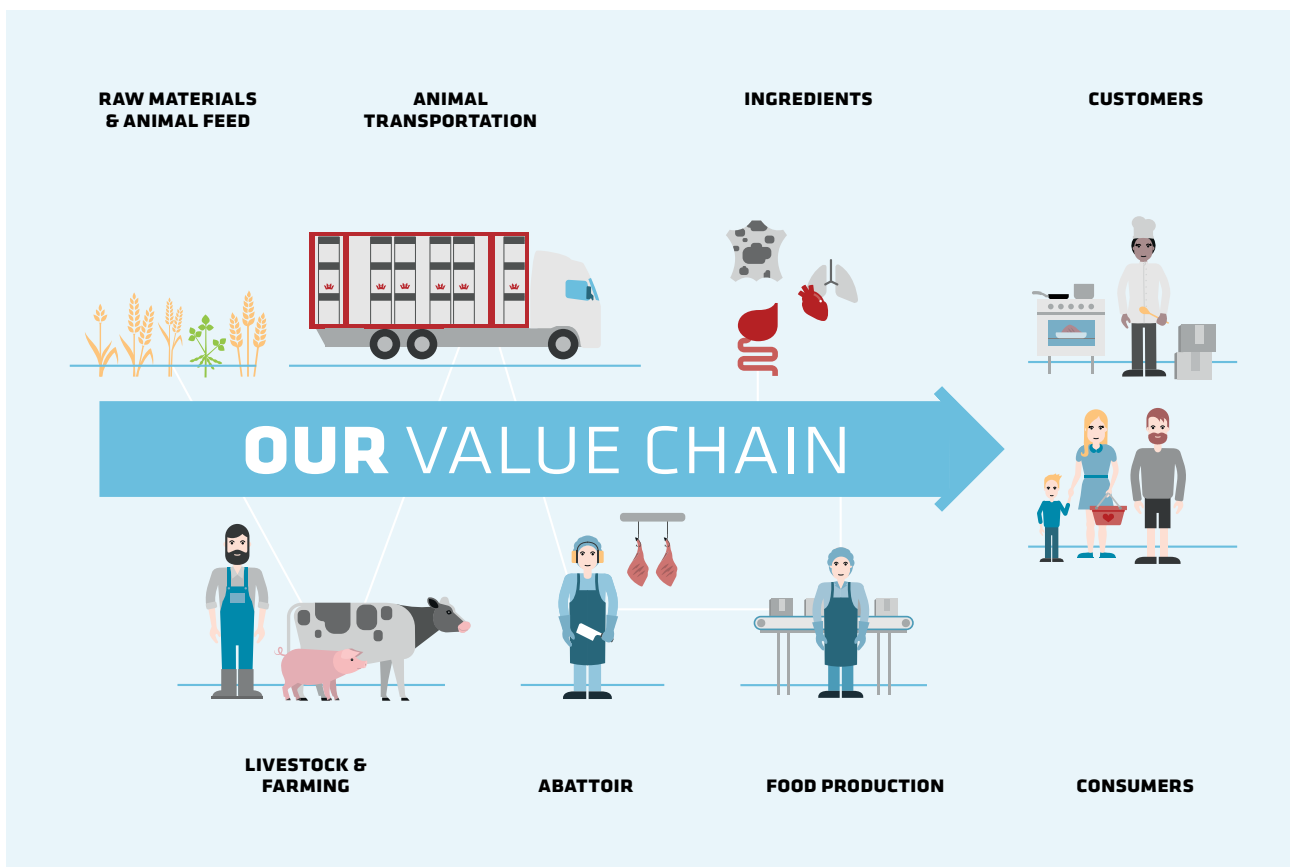 RAW MATERIALS
& ANIMAL FEED
ANIMAL
TRANSPORTATION
INGREDIENTS
CUSTOMERS
OUR VALUE CHAIN
LIVESTOCK &
FARMING
ABATTOIR
FOOD PRODUCTION
CONSUMERS